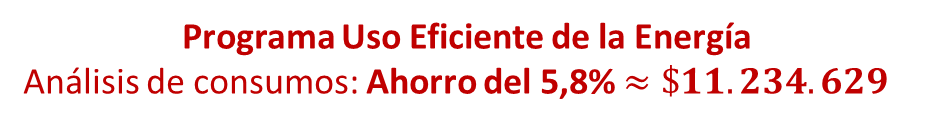 Programa Uso Eficiente de la Energía
Análisis de consumos: Ahorro del 5,8% ≈ $11.234.629